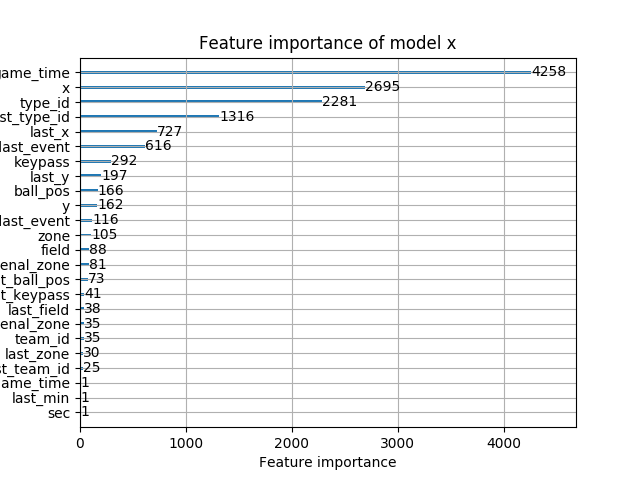 Feature importance of model x
ame_time 4258
x 2695
type_id 2281
st_type_id 1316
last_x 727
last_event 616
keypass 292
last_y 197
ball_pos 166
y 162
last_event 116
zone 105
field 88
enal_zone 81
t_ball_pos 73
t_keypass 41
last_field 38
enal_zone 35
team_id 35
last_zone 30
st_team_id 25
ame_time 1
last_min 1
sec 1
0 1000 2000 3000 4000
Feature importance